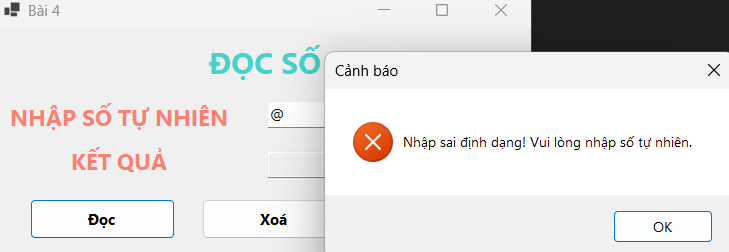 Bài 4
ĐỌC SỐ
NHẬP SỐ TỰ NHIÊN
@
KẾT QUẢ
Đọc
Xoá
Cảnh báo
Nhập sai định dạng! Vui lòng nhập số tự nhiên.
OK